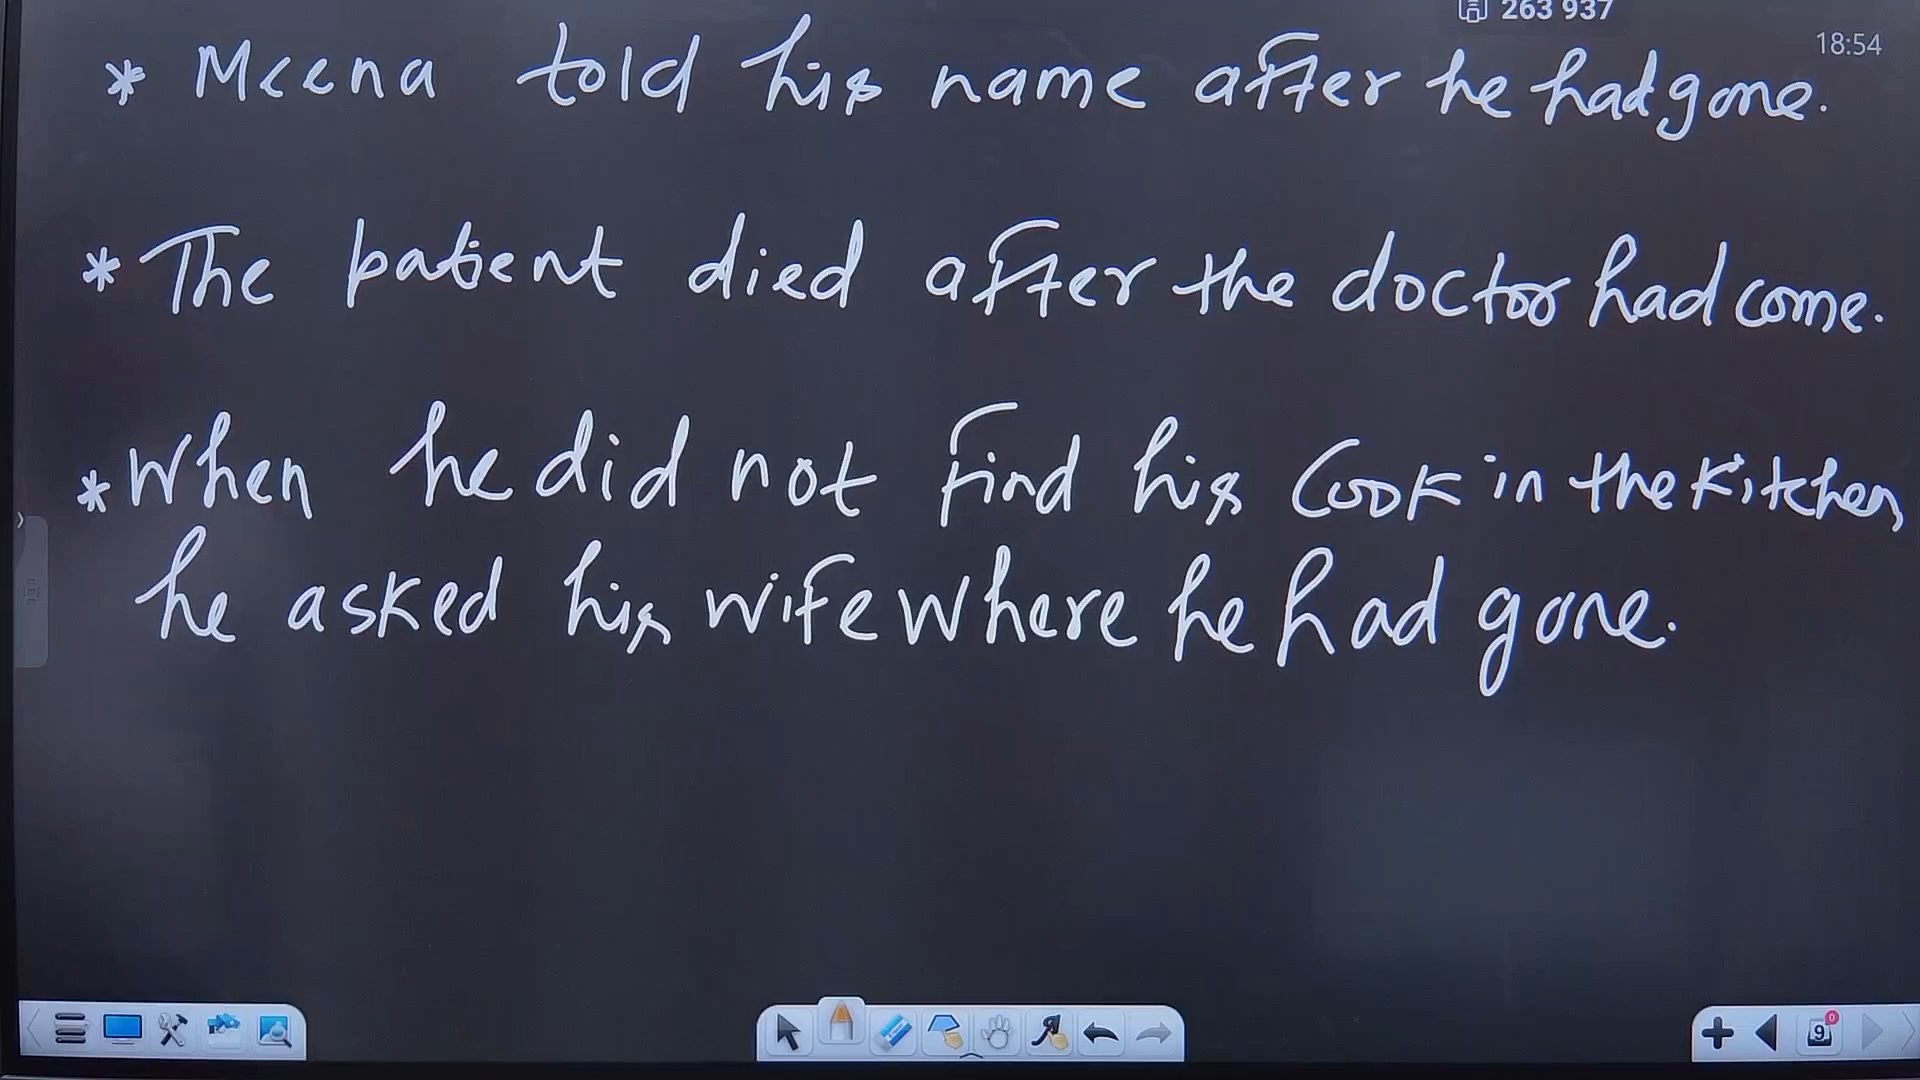 263 937
18:54
* Meena told his name after he had gone.
* The patient died after the doctor had come.
* When he did not find his Cook in the kitchen,
he asked his wife where he had gone.
9
0